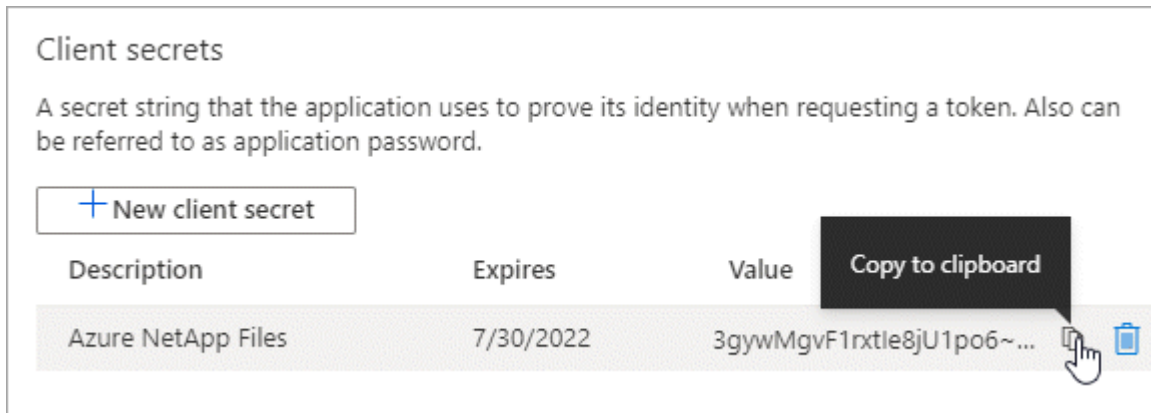 Client secrets
A secret string that the application uses to prove its identity when requesting a token. Also can
be referred to as application password.
+ New client secret
Copy to clipboard
Description Expires Value
Azure NetApp Files 7/30/2022 3gywMgvF1rxtIe8jU1po6~...